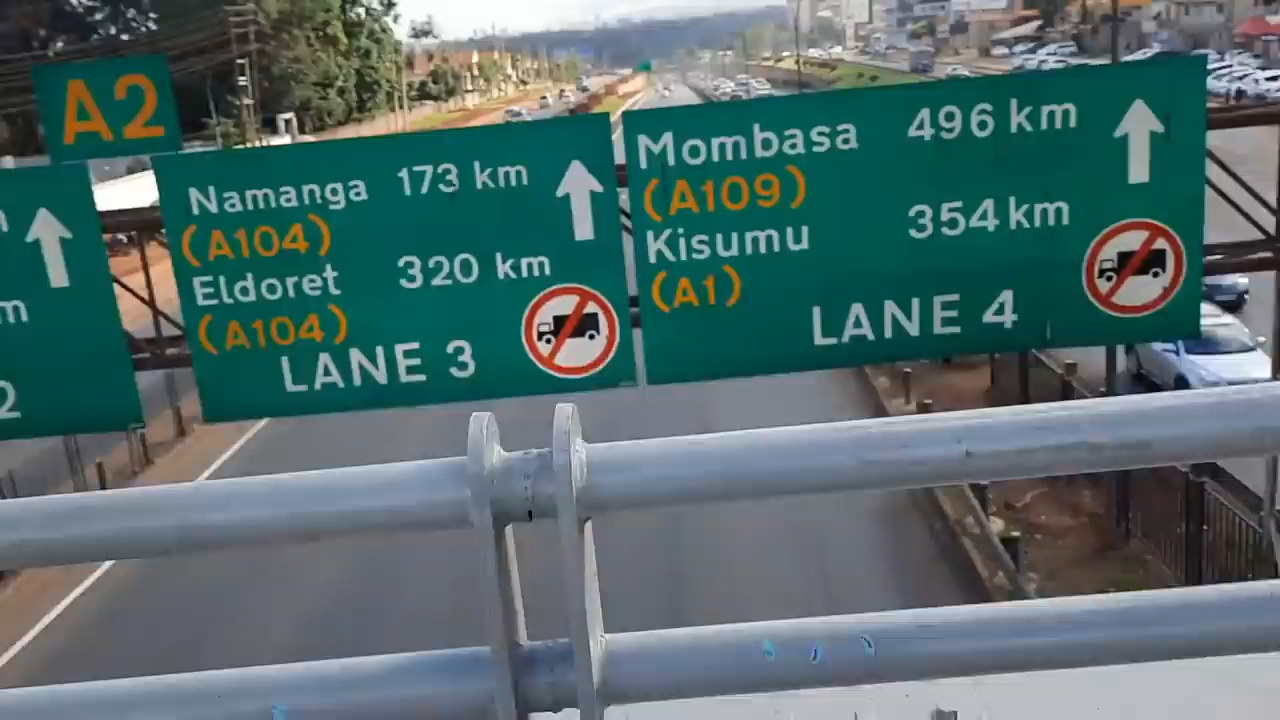 A2
Namanga 173 km
(A104)
Eldoret 320 km
(A104)
LANE 3
Mombasa 496 km
(A109)
Kisumu 354 km
(A1)
LANE 4
m
2